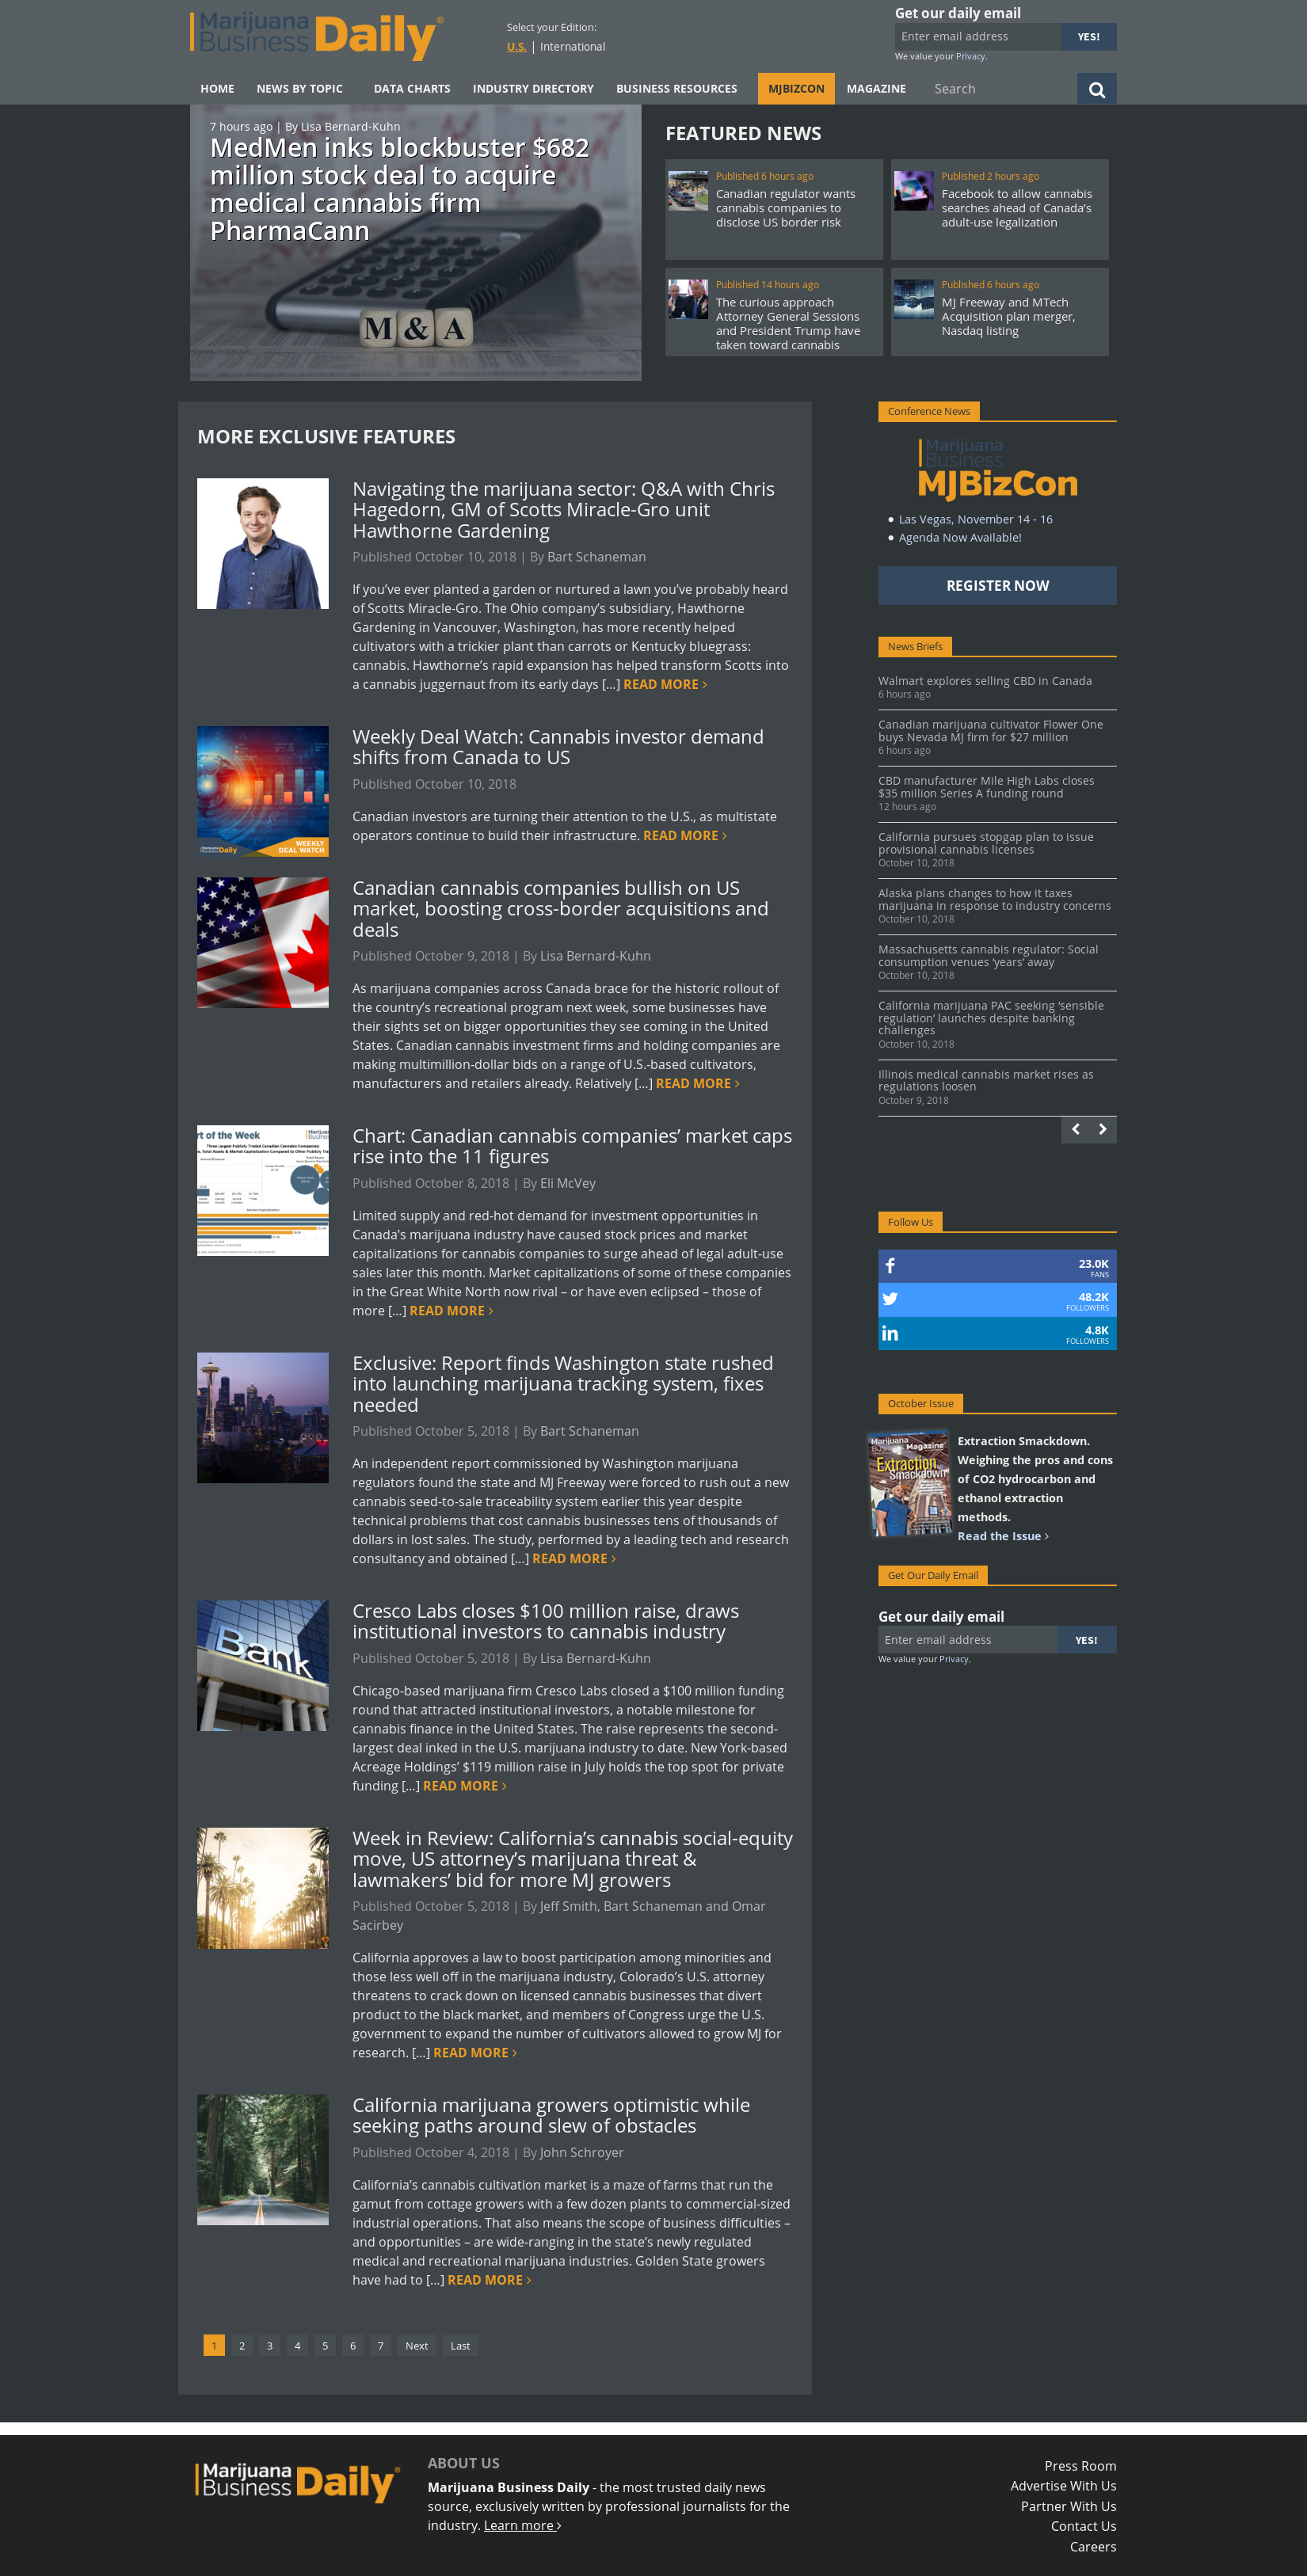 Marijuana
Business Daily®
Select your Edition:
U.S. | International
Get our daily email
Enter email address
YES!
We value your Privacy.
HOME
NEWS BY TOPIC
DATA CHARTS
INDUSTRY DIRECTORY
BUSINESS RESOURCES
MJBIZCON
MAGAZINE
Search
7 hours ago | By Lisa Bernard-Kuhn
MedMen inks blockbuster $682
million stock deal to acquire
medical cannabis firm
PharmaCann
M & A
FEATURED NEWS
Published 6 hours ago
Canadian regulator wants
cannabis companies to
disclose US border risk
Published 2 hours ago
Facebook to allow cannabis
searches ahead of Canada’s
adult-use legalization
Published 14 hours ago
The curious approach
Attorney General Sessions
and President Trump have
taken toward cannabis
Published 6 hours ago
MJ Freeway and MTech
Acquisition plan merger,
Nasdaq listing
MORE EXCLUSIVE FEATURES
Navigating the marijuana sector: Q&A with Chris
Hagedorn, GM of Scotts Miracle-Gro unit
Hawthorne Gardening
Published October 10, 2018 | By Bart Schaneman
If you’ve ever planted a garden or nurtured a lawn you’ve probably heard
of Scotts Miracle-Gro. The Ohio company’s subsidiary, Hawthorne
Gardening in Vancouver, Washington, has more recently helped
cultivators with a trickier plant than carrots or Kentucky bluegrass:
cannabis. Hawthorne’s rapid expansion has helped transform Scotts into
a cannabis juggernaut from its early days […] READ MORE
Weekly Deal Watch: Cannabis investor demand
shifts from Canada to US
Published October 10, 2018
Canadian investors are turning their attention to the U.S., as multistate
operators continue to build their infrastructure. READ MORE
WEEKLY
DEAL WATCH
Canadian cannabis companies bullish on US
market, boosting cross-border acquisitions and
deals
Published October 9, 2018 | By Lisa Bernard-Kuhn
As marijuana companies across Canada brace for the historic rollout of
the country’s recreational program next week, some businesses have
their sights set on bigger opportunities they see coming in the United
States. Canadian cannabis investment firms and holding companies are
making multimillion-dollar bids on a range of U.S.-based cultivators,
manufacturers and retailers already. Relatively […] READ MORE
rt of the Week
Chart: Canadian cannabis companies’ market caps
rise into the 11 figures
Published October 8, 2018 | By Eli McVey
Limited supply and red-hot demand for investment opportunities in
Canada’s marijuana industry have caused stock prices and market
capitalizations for cannabis companies to surge ahead of legal adult-use
sales later this month. Market capitalizations of some of these companies
in the Great White North now rival – or have even eclipsed – those of
more […] READ MORE
Exclusive: Report finds Washington state rushed
into launching marijuana tracking system, fixes
needed
Published October 5, 2018 | By Bart Schaneman
An independent report commissioned by Washington marijuana
regulators found the state and MJ Freeway were forced to rush out a new
cannabis seed-to-sale traceability system earlier this year despite
technical problems that cost cannabis businesses tens of thousands of
dollars in lost sales. The study, performed by a leading tech and research
consultancy and obtained […] READ MORE
Bank
Cresco Labs closes $100 million raise, draws
institutional investors to cannabis industry
Published October 5, 2018 | By Lisa Bernard-Kuhn
Chicago-based marijuana firm Cresco Labs closed a $100 million funding
round that attracted institutional investors, a notable milestone for
cannabis finance in the United States. The raise represents the second-
largest deal inked in the U.S. marijuana industry to date. New York-based
Acreage Holdings’ $119 million raise in July holds the top spot for private
funding […] READ MORE
Week in Review: California’s cannabis social-equity
move, US attorney’s marijuana threat &
lawmakers’ bid for more MJ growers
Published October 5, 2018 | By Jeff Smith, Bart Schaneman and Omar
Sacirbey
California approves a law to boost participation among minorities and
those less well off in the marijuana industry, Colorado’s U.S. attorney
threatens to crack down on licensed cannabis businesses that divert
product to the black market, and members of Congress urge the U.S.
government to expand the number of cultivators allowed to grow MJ for
research. […] READ MORE
California marijuana growers optimistic while
seeking paths around slew of obstacles
Published October 4, 2018 | By John Schroyer
California’s cannabis cultivation market is a maze of farms that run the
gamut from cottage growers with a few dozen plants to commercial-sized
industrial operations. That also means the scope of business difficulties –
and opportunities – are wide-ranging in the state’s newly regulated
medical and recreational marijuana industries. Golden State growers
have had to […] READ MORE
1 2 3 4 5 6 7 Next Last
Conference News
Marijuana
Business
MJBizCon
Las Vegas, November 14 - 16
Agenda Now Available!
REGISTER NOW
News Briefs
Walmart explores selling CBD in Canada
6 hours ago
Canadian marijuana cultivator Flower One
buys Nevada MJ firm for $27 million
6 hours ago
CBD manufacturer Mile High Labs closes
$35 million Series A funding round
12 hours ago
California pursues stopgap plan to issue
provisional cannabis licenses
October 10, 2018
Alaska plans changes to how it taxes
marijuana in response to industry concerns
October 10, 2018
Massachusetts cannabis regulator: Social
consumption venues ‘years’ away
October 10, 2018
California marijuana PAC seeking ‘sensible
regulation’ launches despite banking
challenges
October 10, 2018
Illinois medical cannabis market rises as
regulations loosen
October 9, 2018
Follow Us
23.0K
FANS
48.2K
FOLLOWERS
4.8K
FOLLOWERS
October Issue
Marijuana
Magazine
Extraction
Smackdown
Extraction Smackdown.
Weighing the pros and cons
of CO2 hydrocarbon and
ethanol extraction
methods.
Read the Issue
Get Our Daily Email
Get our daily email
Enter email address
YES!
We value your Privacy.
Marijuana
Business Daily®
ABOUT US
Marijuana Business Daily - the most trusted daily news
source, exclusively written by professional journalists for the
industry. Learn more
Press Room
Advertise With Us
Partner With Us
Contact Us
Careers